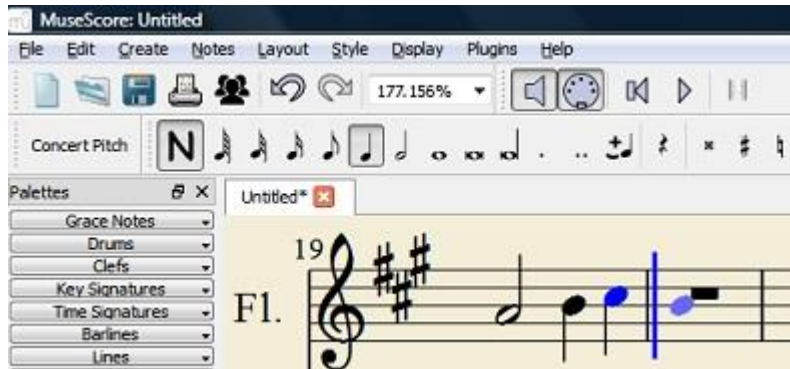 MuseScore: Untitled
File Edit Create Notes Layout Style Display Plugins Help
177.156%
Concert Pitch N
Palettes
Untitled*
Grace Notes
Drums
Clefs
Key Signatures
Time Signatures
Barlines
Lines
19
Fl.